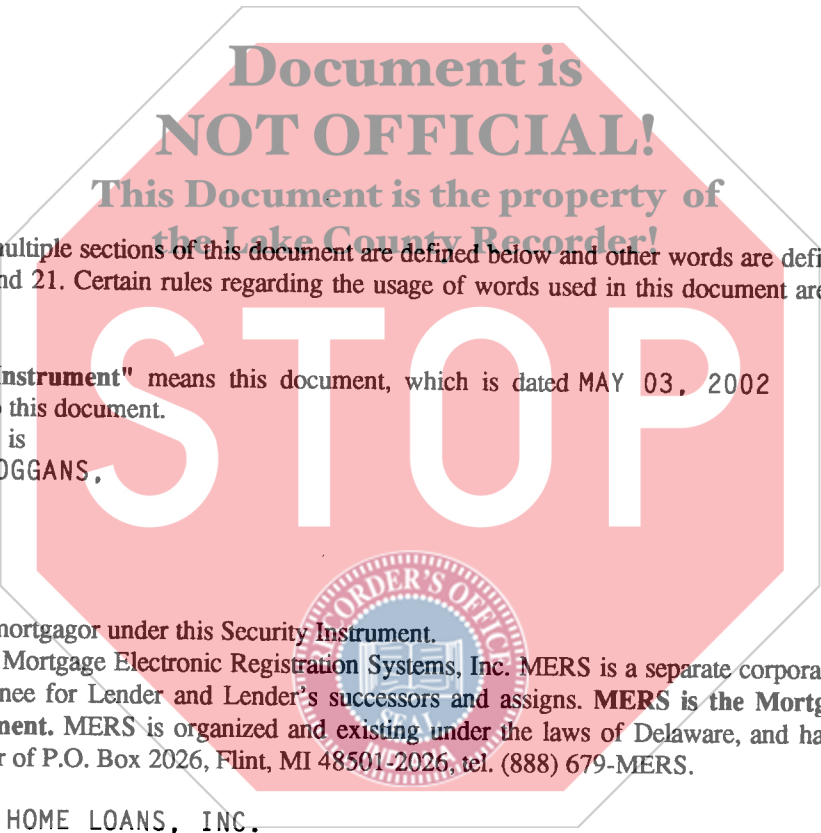 Document is
NOT OFFICIAL!
This Document is the property of
the Lake County Recorder!
multiple sections of this document are defined below and other words are defi
nd 21. Certain rules regarding the usage of words used in this document are
STOP
nstrument" means this document, which is dated MAY 03, 2002
this document.
is
OGGANS,
RECORDER'S OFFICE
SEAL
mortgagor under this Security Instrument.
Mortgage Electronic Registration Systems, Inc. MERS is a separate corpora
nee for Lender and Lender's successors and assigns. MERS is the Mortg
ment. MERS is organized and existing under the laws of Delaware, and ha
r of P.O. Box 2026, Flint, MI 48501-2026, tel. (888) 679-MERS.
HOME LOANS, INC.